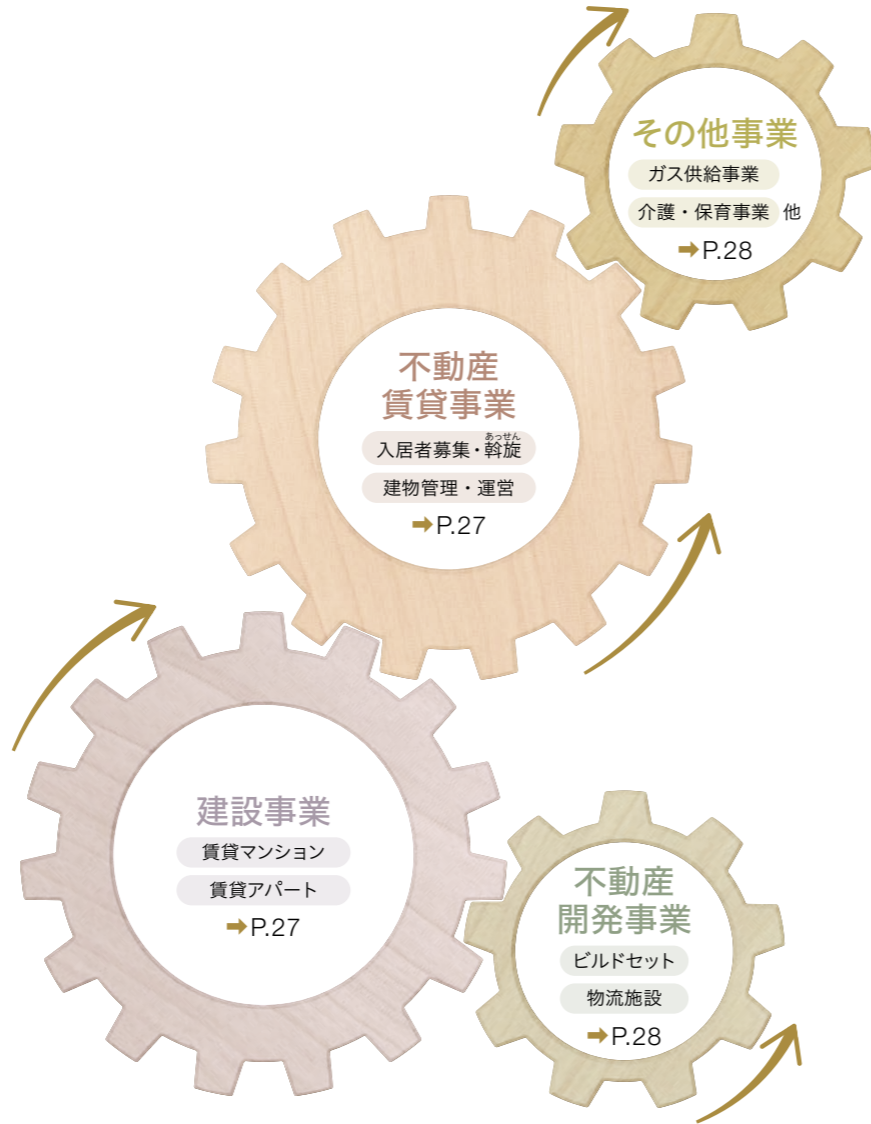 その他事業
ガス供給事業
介護・保育事業 他
➡P.28
不動産
賃貸事業
あっせん
入居者募集・斡旋
建物管理・運営
➡P.27
建設事業
賃貸マンション
賃貸アパート
➡P.27
不動産
開発事業
ビルドセット
物流施設
➡P.28